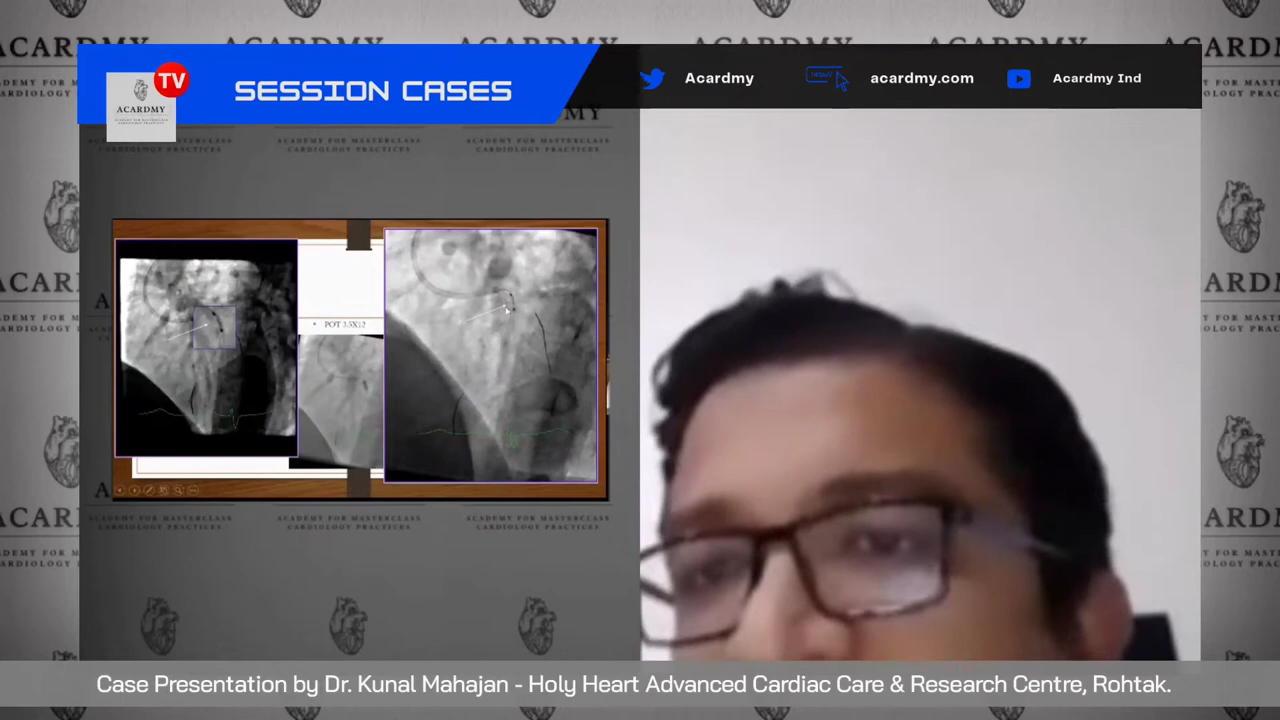 TV
ACARDMY
SESSION CASES
Acardmy
acardmy.com
Acardmy Ind
ACADEMY FOR MASTERCLASS
CARDIOLOGY PRACTICES
• POT 3.5X12
Case Presentation by Dr. Kunal Mahajan - Holy Heart Advanced Cardiac Care & Research Centre, Rohtak.